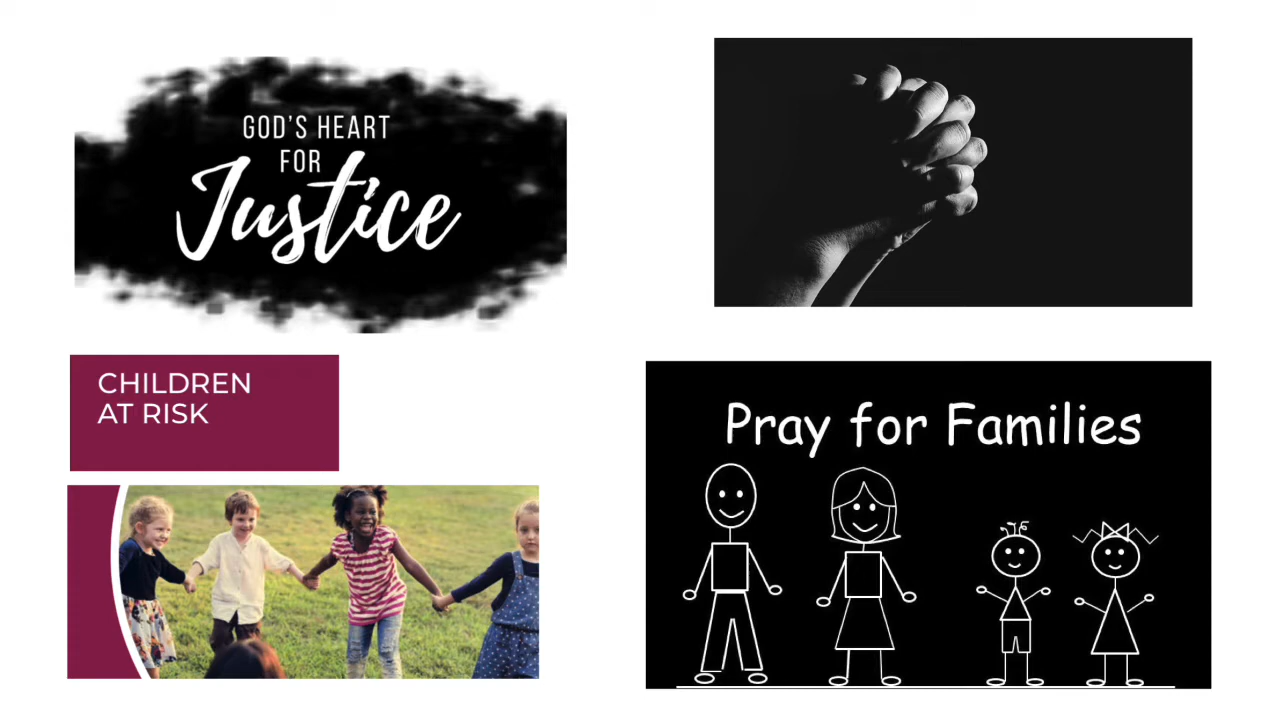 GOD'S HEART
FOR
Justice
CHILDREN
AT RISK
Pray for Families